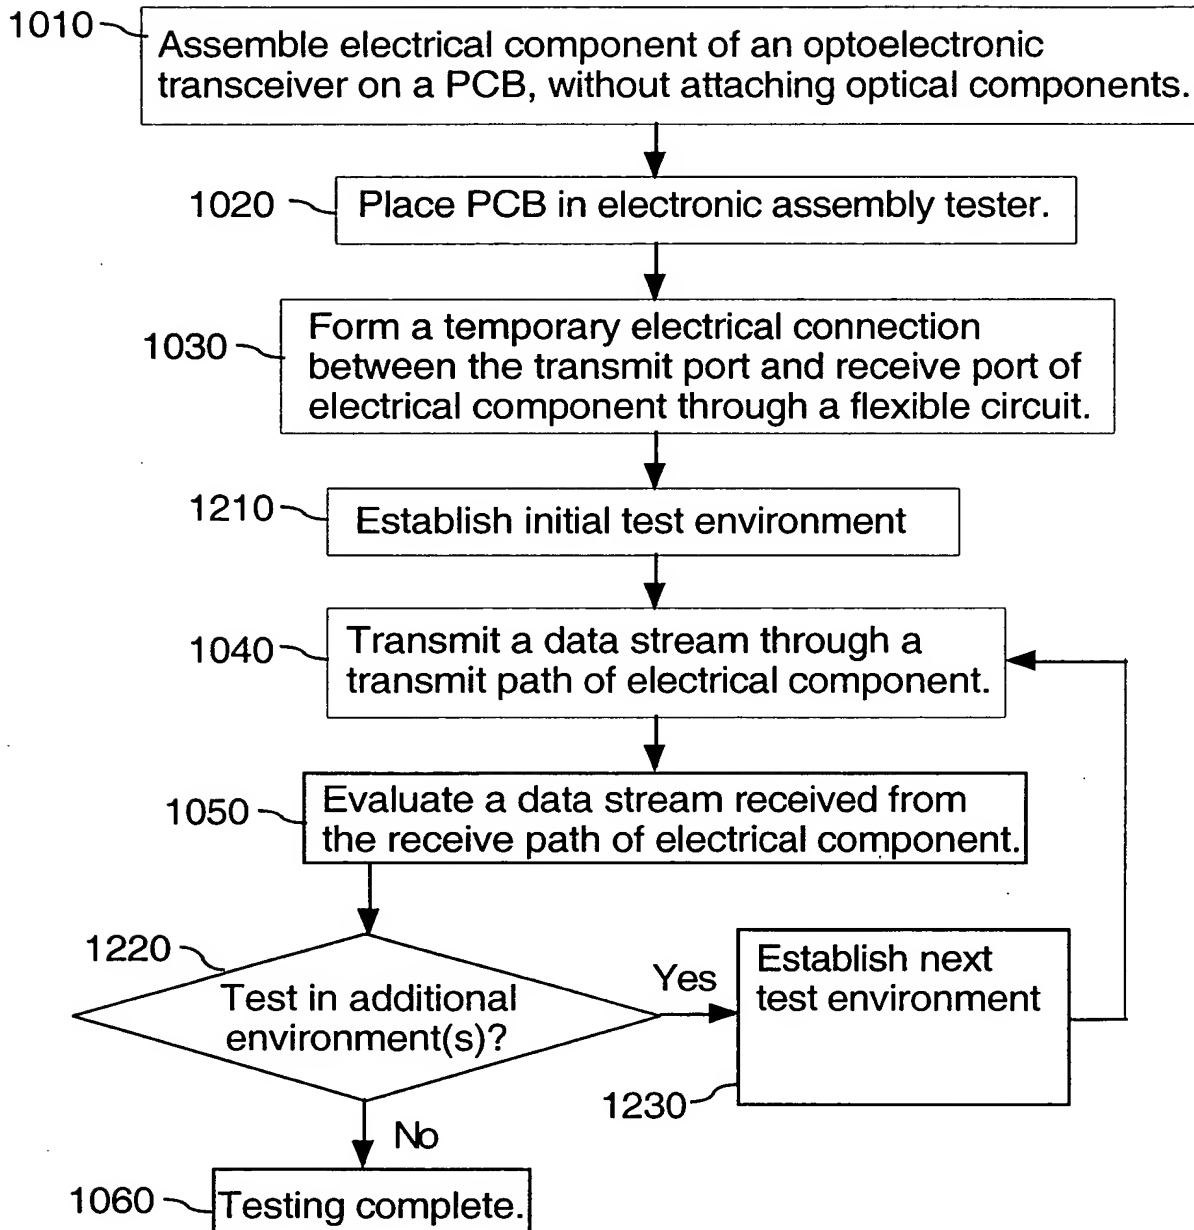 1010
Assemble electrical component of an optoelectronic
transceiver on a PCB, without attaching optical components.
1020
Place PCB in electronic assembly tester.
1030
Form a temporary electrical connection
between the transmit port and receive port of
electrical component through a flexible circuit.
1210
Establish initial test environment
1040
Transmit a data stream through a
transmit path of electrical component.
1050
Evaluate a data stream received from
the receive path of electrical component.
1220
Test in additional
environment(s)?
Yes
Establish next
test environment
1230
No
1060
Testing complete.